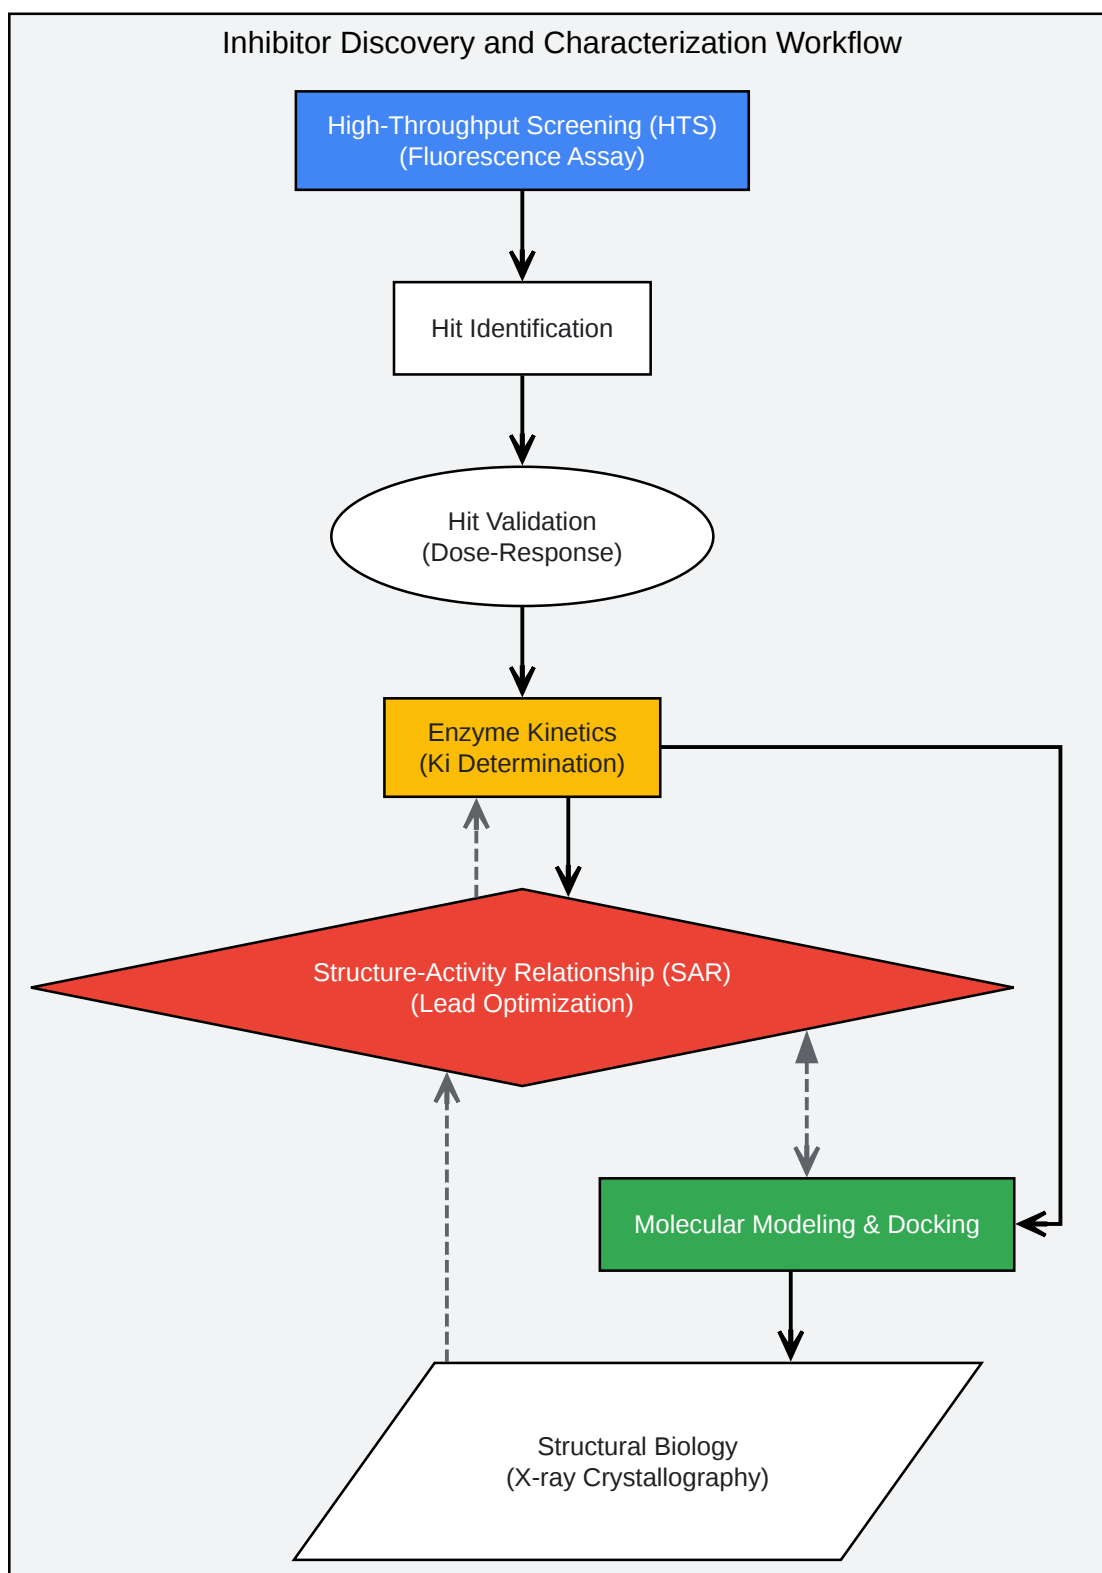 Inhibitor Discovery and Characterization Workflow
High-Throughput Screening (HTS)
(Fluorescence Assay)
Hit Identification
Hit Validation
(Dose-Response)
Enzyme Kinetics
(Ki Determination)
Structure-Activity Relationship (SAR)
(Lead Optimization)
Molecular Modeling & Docking
Structural Biology
(X-ray Crystallography)